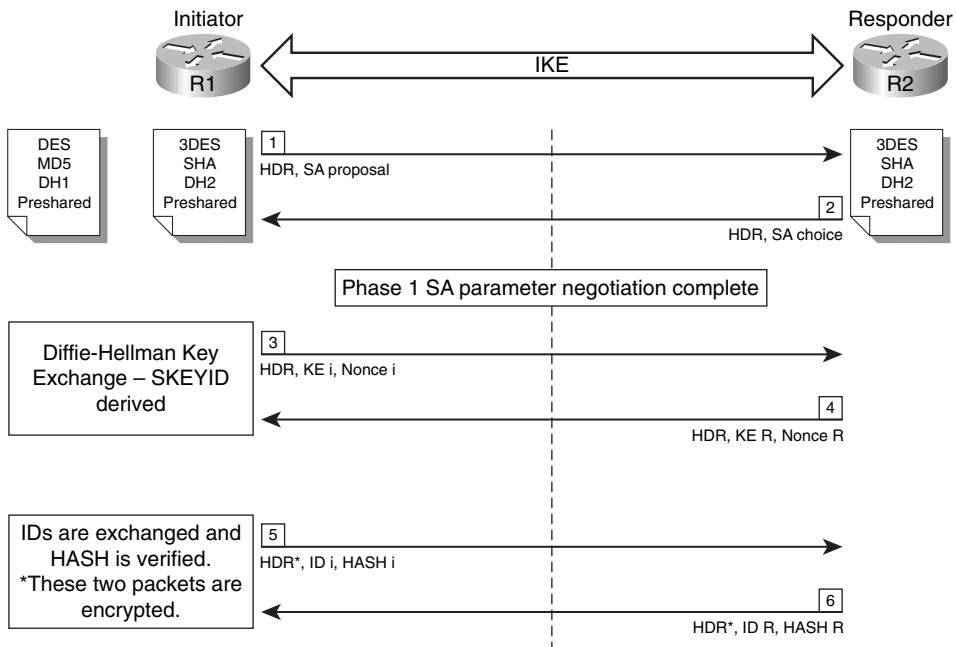 Initiator
Responder
IKE
R1
R2
DES
MD5
DH1
Preshared
3DES
SHA
DH2
Preshared
1
HDR, SA proposal
3DES
SHA
DH2
Preshared
2
HDR, SA choice
Phase 1 SA parameter negotiation complete
Diffie-Hellman Key
Exchange – SKEYID
derived
3
HDR, KE i, Nonce i
4
HDR, KE R, Nonce R
IDs are exchanged and
HASH is verified.
*These two packets are
encrypted.
5
HDR*, ID i, HASH i
6
HDR*, ID R, HASH R